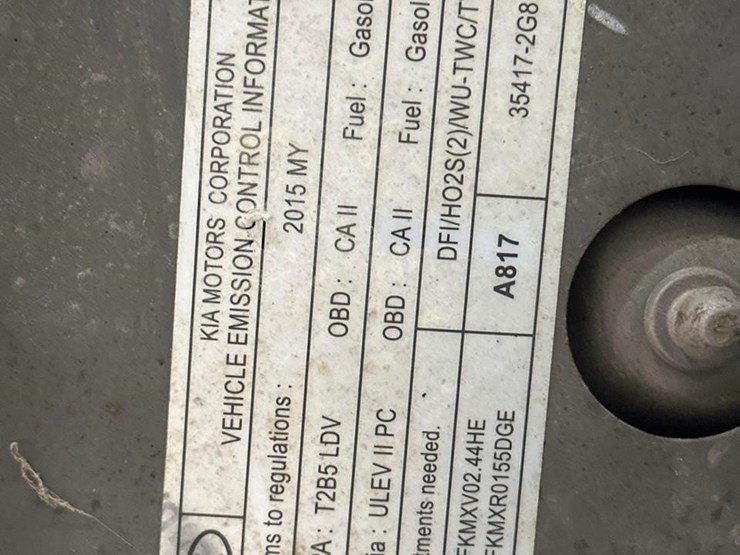 KIA MOTORS CORPORATION
VEHICLE EMISSION CONTROL INFORMAT
ms to regulations : 2015 MY
A : T2B5 LDV OBD : CA II Fuel : Gasol
ia : ULEV II PC OBD : CA II Fuel : Gasol
tments needed. DFI/HO2S(2)/WU-TWC/T
FKMXV02.44HE A817 35417-2G8
FKMXR0155DGE